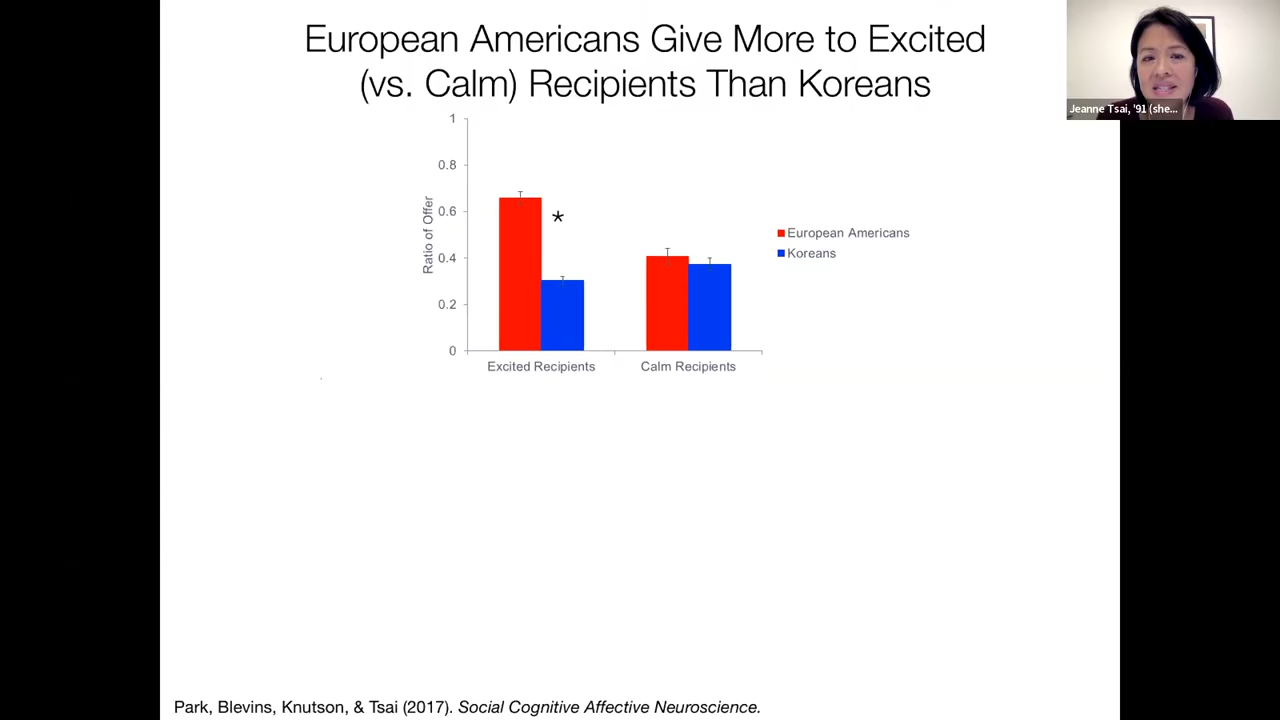 European Americans Give More to Excited
(vs. Calm) Recipients Than Koreans
Jeanne Tsai, '91 (she...
1
0.8
0.6
0.4
0.2
0
Ratio of Offer
*
European Americans
Koreans
Excited Recipients
Calm Recipients
Park, Blevins, Knutson, & Tsai (2017). Social Cognitive Affective Neuroscience.